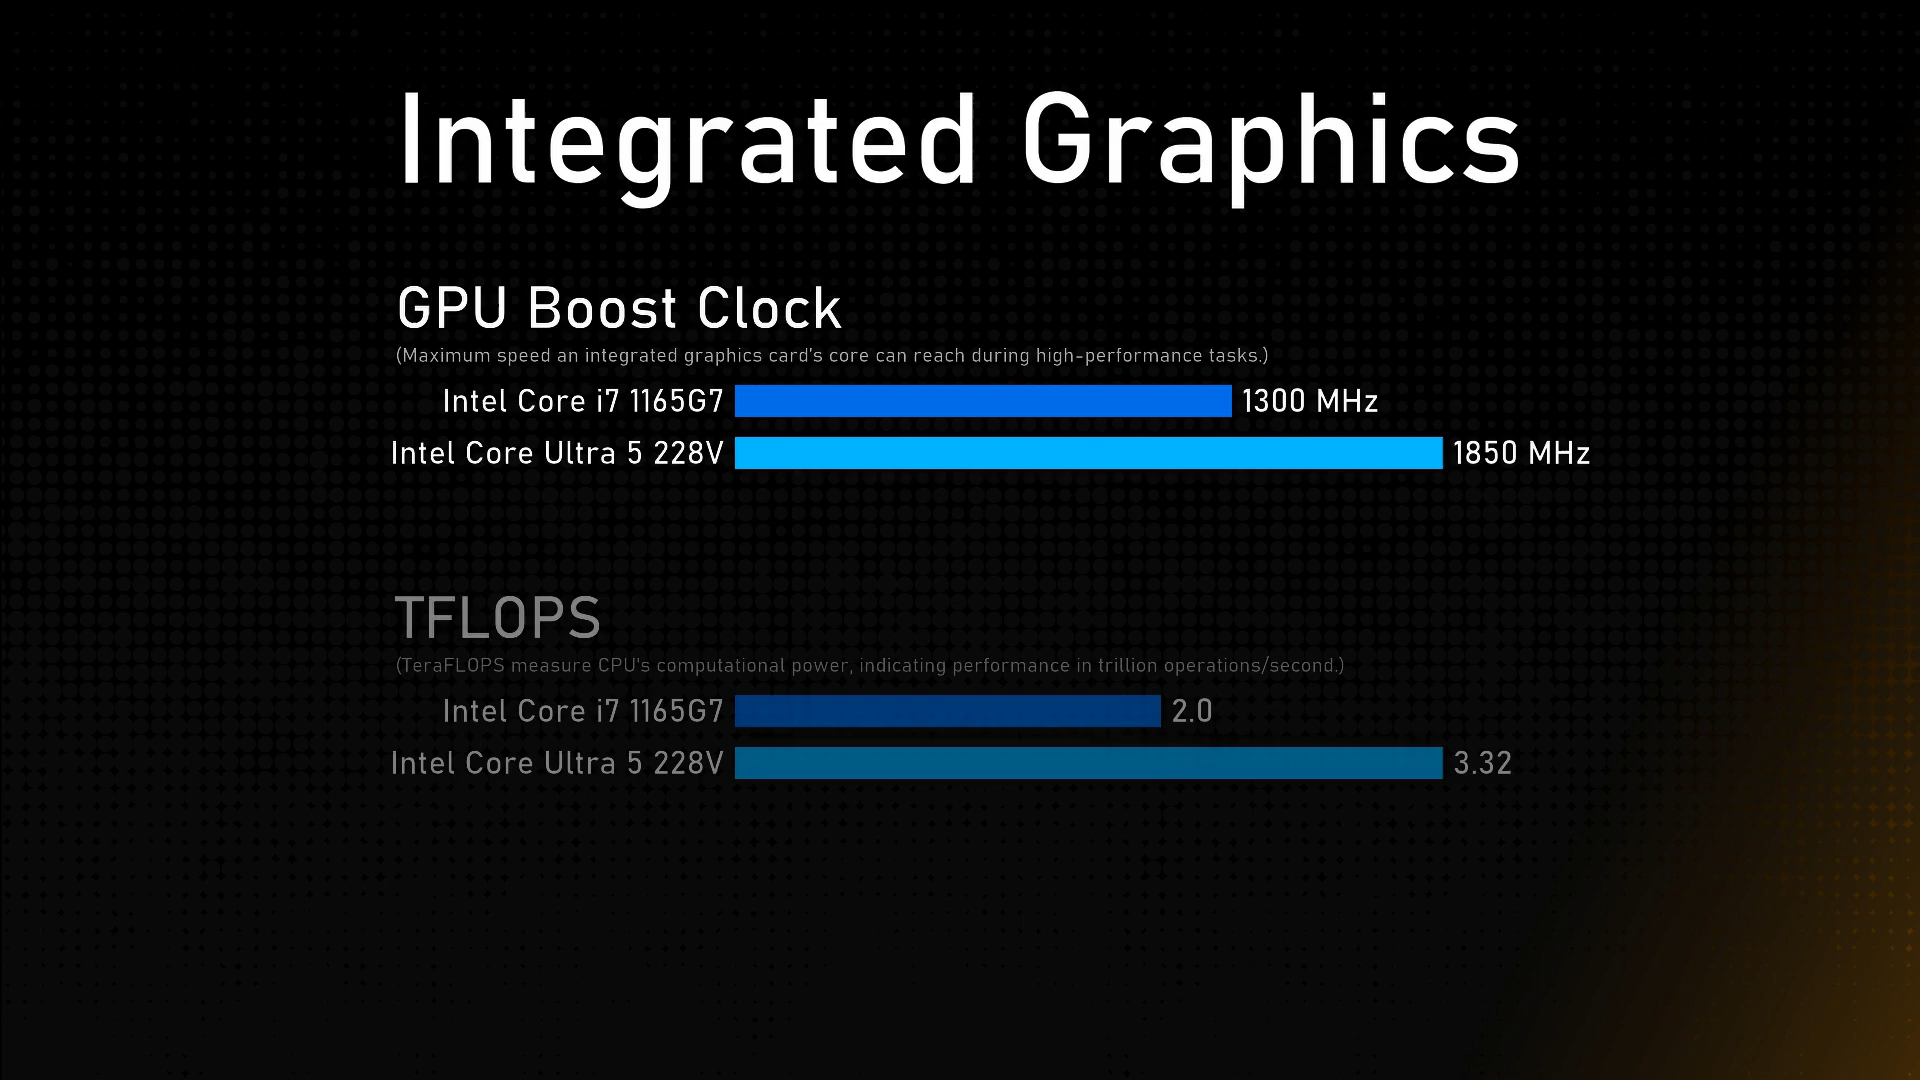 Integrated Graphics
GPU Boost Clock
(Maximum speed an integrated graphics card's core can reach during high-performance tasks.)
Intel Core i7 1165G7 1300 MHz
Intel Core Ultra 5 228V 1850 MHz
TFLOPS
(TeraFLOPS measure CPU's computational power, indicating performance in trillion operations/second.)
Intel Core i7 1165G7 2.0
Intel Core Ultra 5 228V 3.32